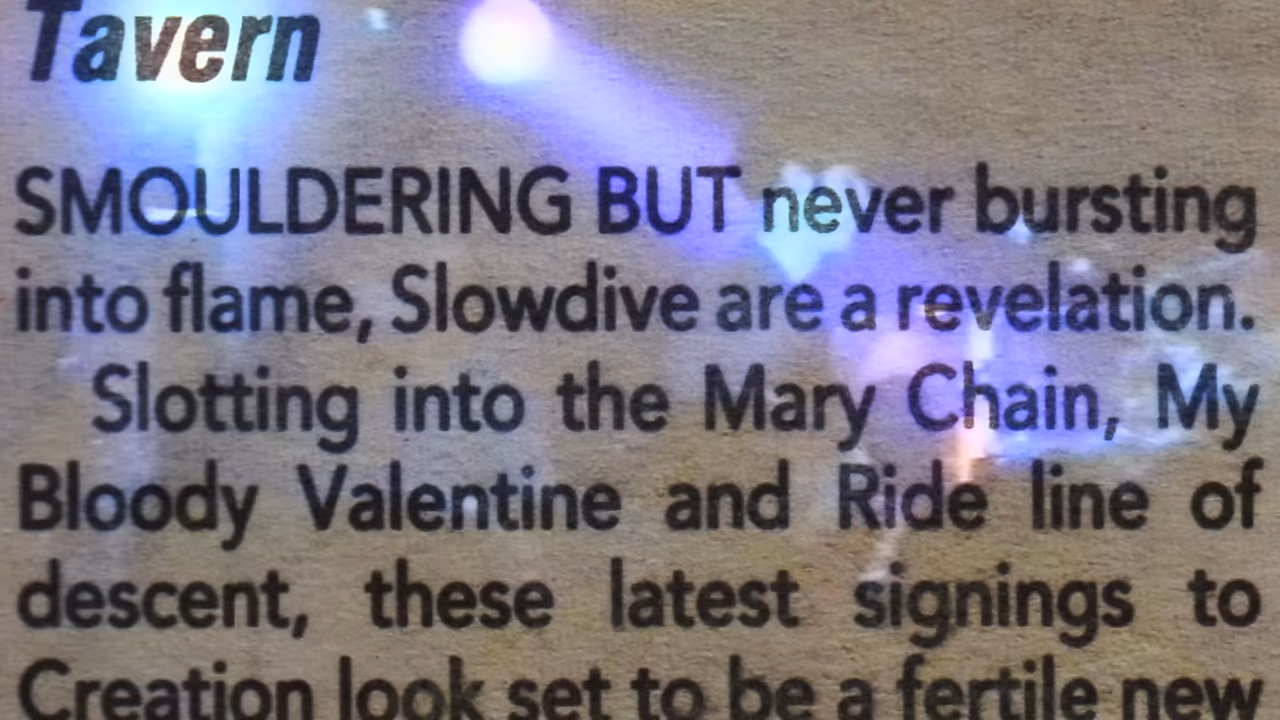 Tavern
SMOULDERING BUT never bursting
into flame, Slowdive are a revelation.
Slotting into the Mary Chain, My
Bloody Valentine and Ride line of
descent, these latest signings to
Creation look set to be a fertile new